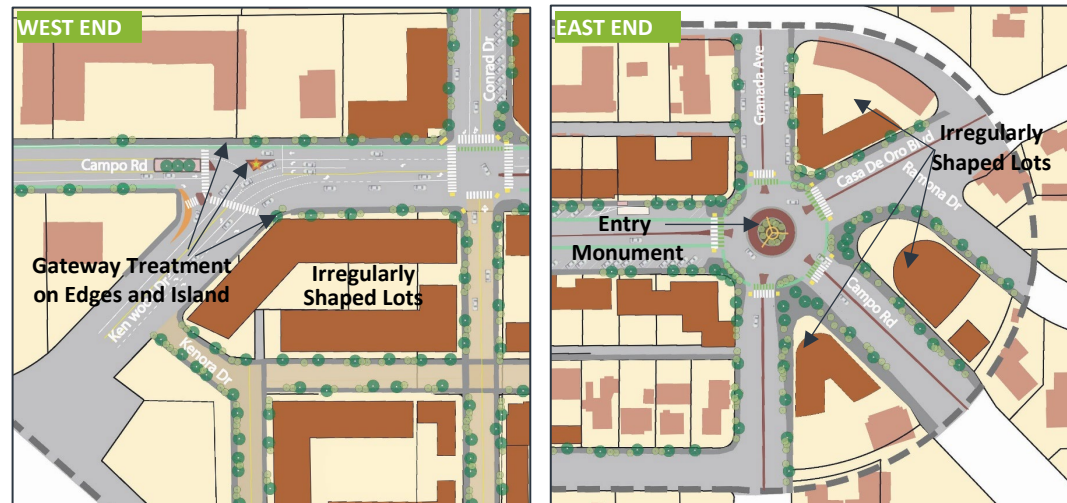 WEST END
Conrad Dr
Campo Rd
Gateway Treatment
on Edges and Island
Irregularly
Shaped Lots
Kenwood Dr
Kenora Dr
EAST END
Granada Ave
Irregularly
Shaped Lots
Casa De Oro Blvd
Ramona Dr
Entry
Monument
Campo Rd